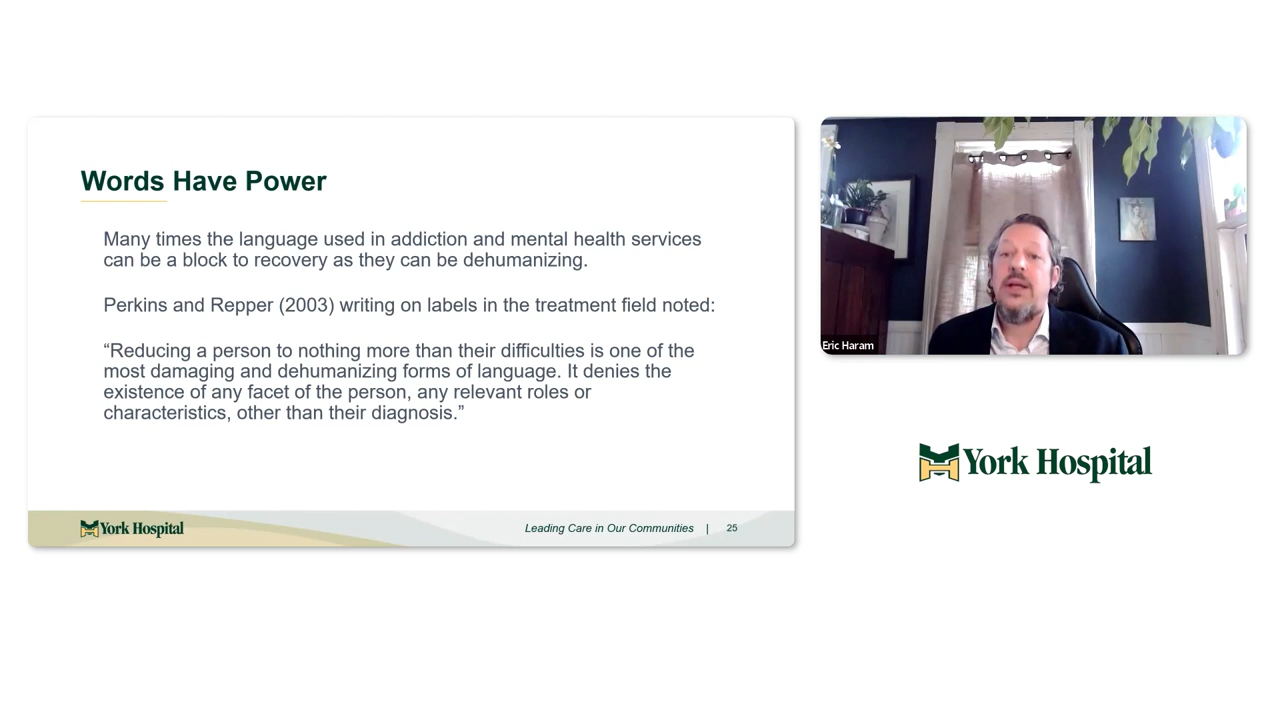 Words Have Power
Many times the language used in addiction and mental health services
can be a block to recovery as they can be dehumanizing.
Perkins and Repper (2003) writing on labels in the treatment field noted:
“Reducing a person to nothing more than their difficulties is one of the
most damaging and dehumanizing forms of language. It denies the
existence of any facet of the person, any relevant roles or
characteristics, other than their diagnosis.”
York Hospital
Leading Care in Our Communities | 25
Eric Haram
York Hospital